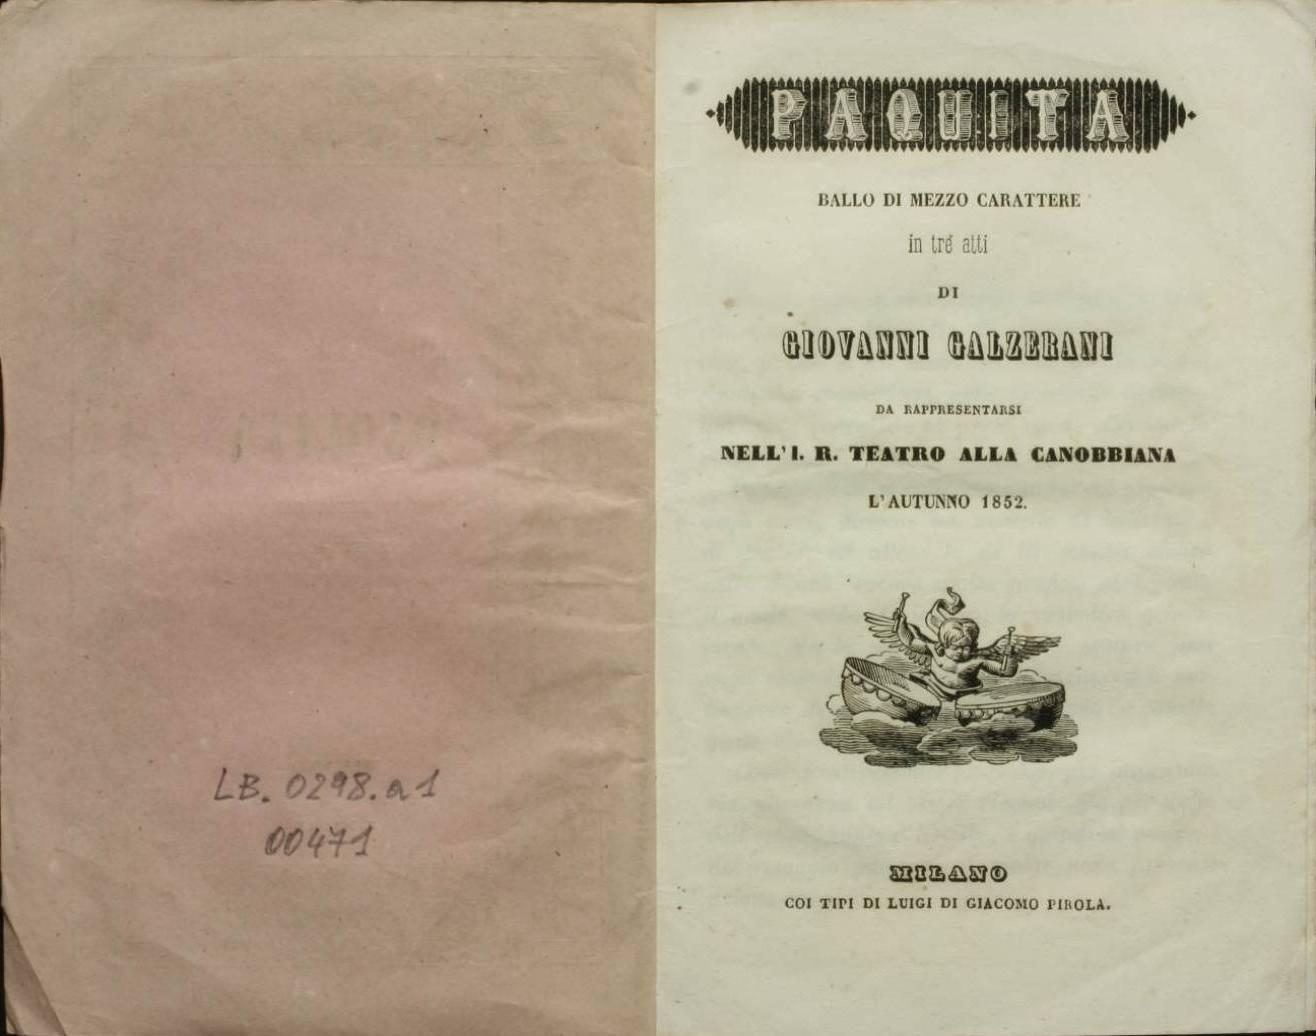 LB. 0298.a1
00471
PAQUITA
BALLO DI MEZZO CARATTERE
in tré atti
DI
GIOVANNI GALZERANI
DA RAPPRESENTARSI
NELL' I. R. TEATRO ALLA CANOBBIANA
L' AUTUNNO 1852.
MILANO
COI TIPI DI LUIGI DI GIACOMO PIROLA.